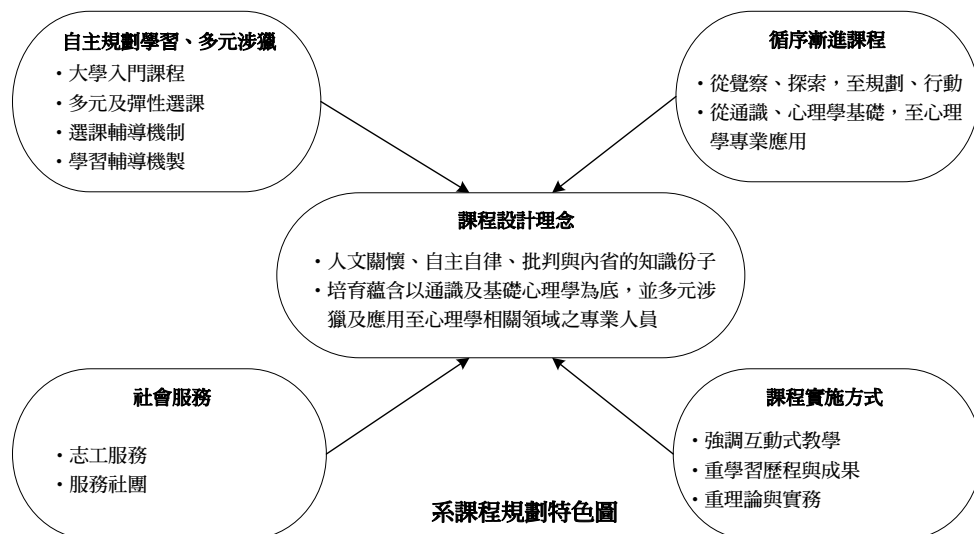 自主規劃學習、多元涉獵
・大學入門課程
・多元及彈性選課
・選課輔導機制
・學習輔導機製
循序漸進課程
・從覺察、探索，至規劃、行動
・從通識、心理學基礎，至心理
學專業應用
課程設計理念
・人文關懷、自主自律、批判與內省的知識份子
・培育蘊含以通識及基礎心理學為底，並多元涉
獵及應用至心理學相關領域之專業人員
社會服務
・志工服務
・服務社團
課程實施方式
・強調互動式教學
・重學習歷程與成果
・重理論與實務
系課程規劃特色圖